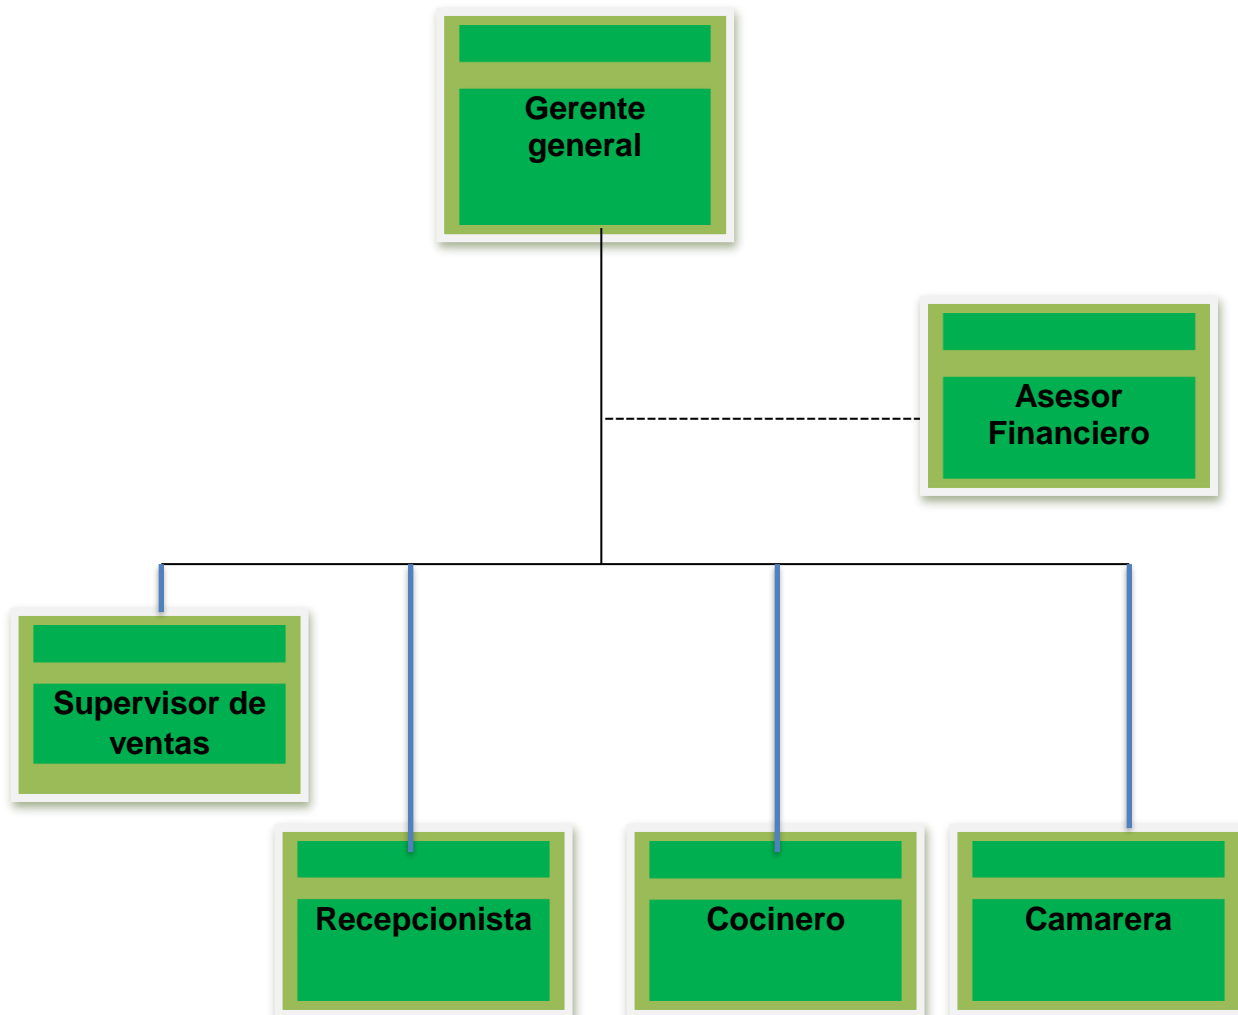 Gerente
general
Asesor
Financiero
Supervisor de
ventas
Recepcionista
Cocinero
Camarera